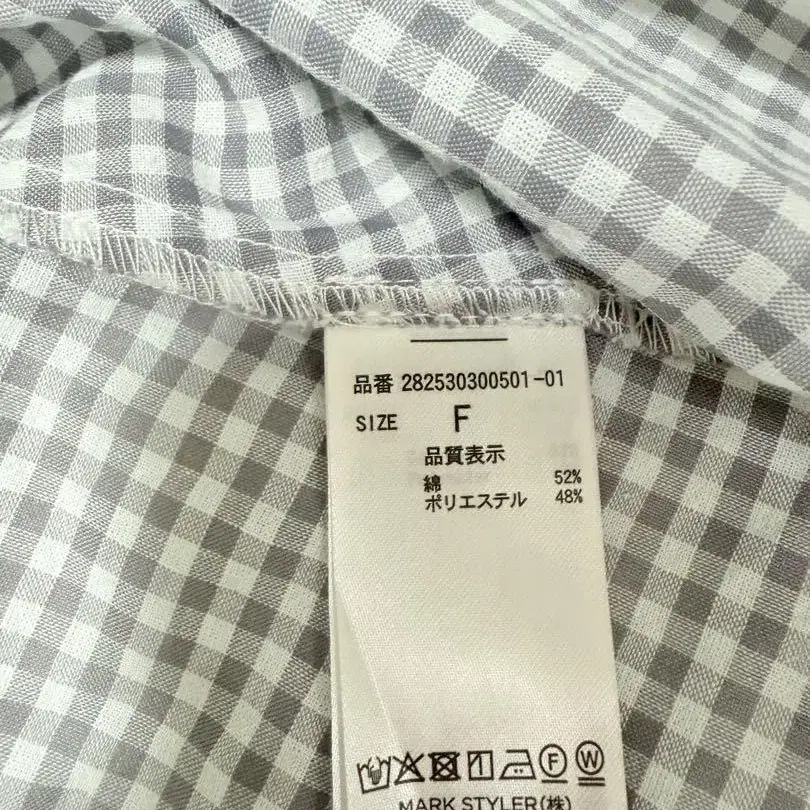 品番 282530300501-01
SIZE F
品質表示
綿 52%
ポリエステル 48%
F W
MARK STYLER(株)